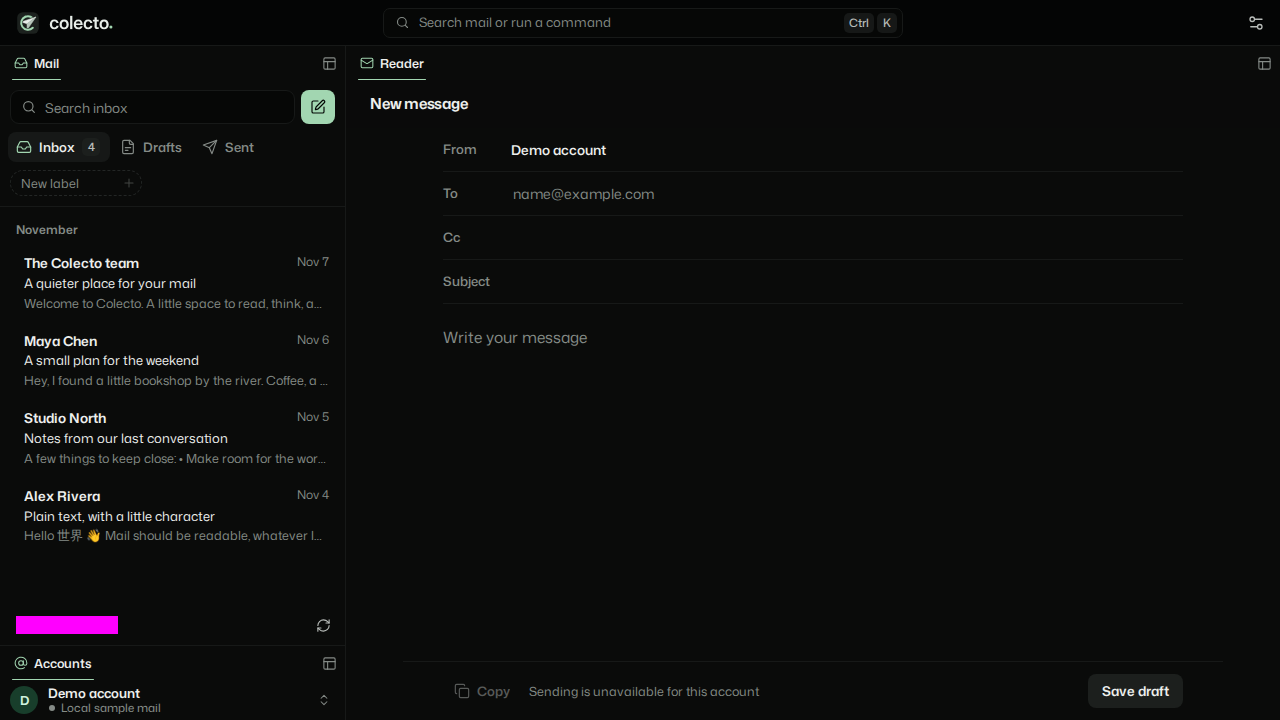 colecto.
Search mail or run a command
Ctrl K
Mail
Search inbox
Inbox 4
Drafts
Sent
New label
November
The Colecto team Nov 7
A quieter place for your mail
Welcome to Colecto. A little space to read, think, a...
Maya Chen Nov 6
A small plan for the weekend
Hey, I found a little bookshop by the river. Coffee, a ...
Studio North Nov 5
Notes from our last conversation
A few things to keep close: • Make room for the wor...
Alex Rivera Nov 4
Plain text, with a little character
Hello 世界 👋 Mail should be readable, whatever l...
Accounts
D
Demo account
Local sample mail
Reader
New message
From Demo account
To name@example.com
Cc
Subject
Write your message
Copy
Sending is unavailable for this account
Save draft